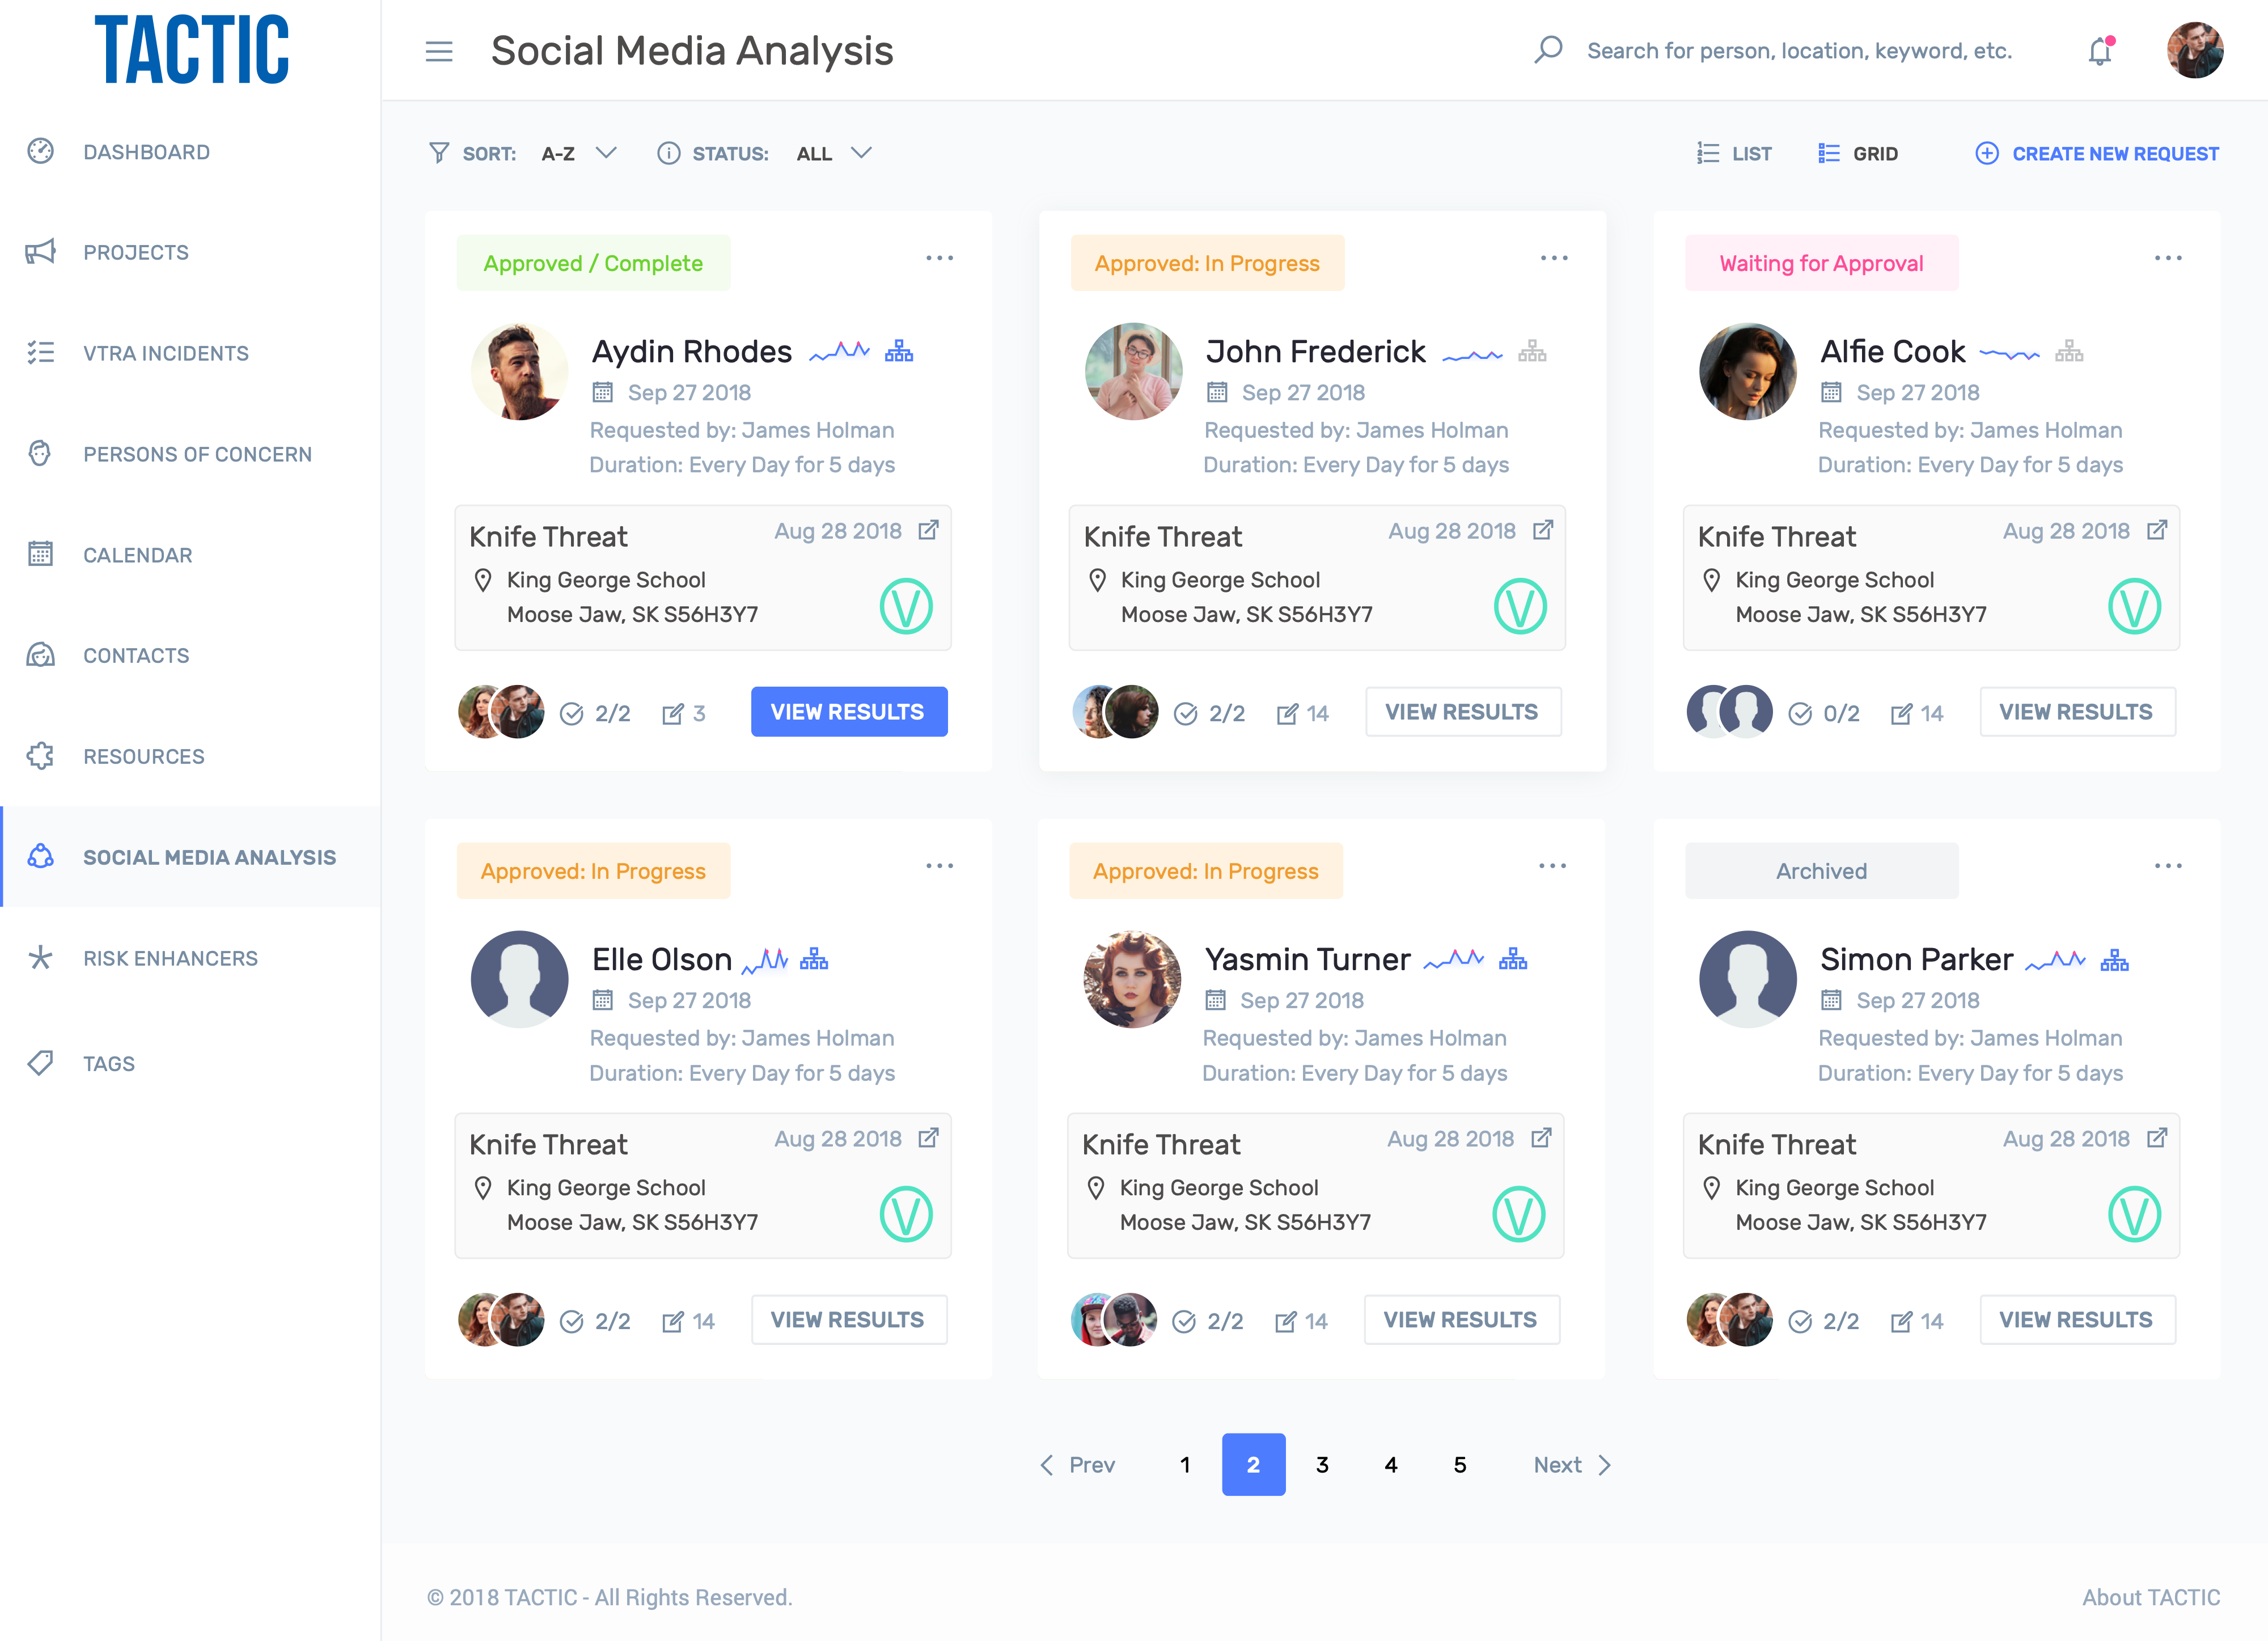 TACTIC
Social Media Analysis
Search for person, location, keyword, etc.
DASHBOARD
PROJECTS
VTRA INCIDENTS
PERSONS OF CONCERN
CALENDAR
CONTACTS
RESOURCES
SOCIAL MEDIA ANALYSIS
RISK ENHANCERS
TAGS
SORT: A-Z STATUS: ALL LIST GRID CREATE NEW REQUEST
Approved / Complete
Aydin Rhodes
Sep 27 2018
Requested by: James Holman
Duration: Every Day for 5 days
Knife Threat Aug 28 2018
King George School
Moose Jaw, SK S56H3Y7
V
2/2 3 VIEW RESULTS
Approved: In Progress
John Frederick
Sep 27 2018
Requested by: James Holman
Duration: Every Day for 5 days
Knife Threat Aug 28 2018
King George School
Moose Jaw, SK S56H3Y7
V
2/2 14 VIEW RESULTS
Waiting for Approval
Alfie Cook
Sep 27 2018
Requested by: James Holman
Duration: Every Day for 5 days
Knife Threat Aug 28 2018
King George School
Moose Jaw, SK S56H3Y7
V
0/2 14 VIEW RESULTS
Approved: In Progress
Elle Olson
Sep 27 2018
Requested by: James Holman
Duration: Every Day for 5 days
Knife Threat Aug 28 2018
King George School
Moose Jaw, SK S56H3Y7
V
2/2 14 VIEW RESULTS
Approved: In Progress
Yasmin Turner
Sep 27 2018
Requested by: James Holman
Duration: Every Day for 5 days
Knife Threat Aug 28 2018
King George School
Moose Jaw, SK S56H3Y7
V
2/2 14 VIEW RESULTS
Archived
Simon Parker
Sep 27 2018
Requested by: James Holman
Duration: Every Day for 5 days
Knife Threat Aug 28 2018
King George School
Moose Jaw, SK S56H3Y7
V
2/2 14 VIEW RESULTS
Prev 1 2 3 4 5 Next
© 2018 TACTIC - All Rights Reserved. About TACTIC